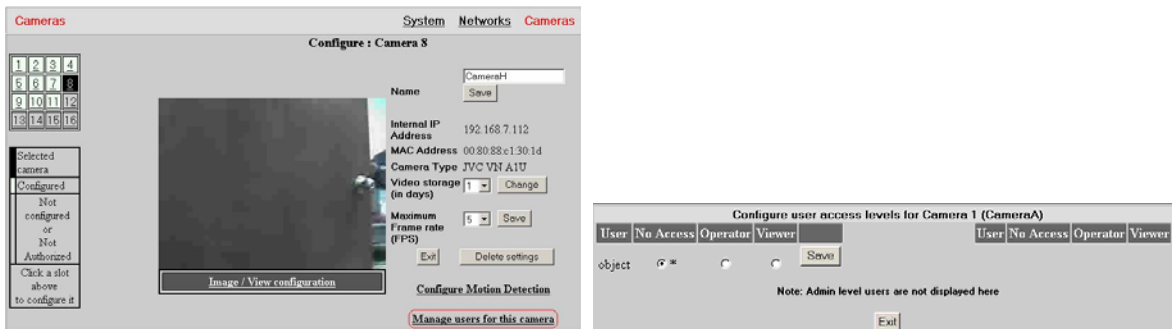 Cameras System Networks Cameras
Configure : Camera 8
1 2 3 4
5 6 7 8
9 10 11 12
13 14 15 16
Selected
camera
Configured
Not
configured
or
Not
Authorized
Click a slot
above
to configure it
Image / View configuration
Name CameraH
Save
Internal IP
Address 192.168.7.112
MAC Address 00:80:88:c1:30:1d
Camera Type JVC VN A1U
Video storage
(in days) 1 Change
Maximum
Frame rate
(FPS) 5 Save
Exit Delete settings
Configure Motion Detection
Manage users for this camera
Configure user access levels for Camera 1 (CameraA)
User No Access Operator Viewer User No Access Operator Viewer
object * Save
Note: Admin level users are not displayed here
Exit